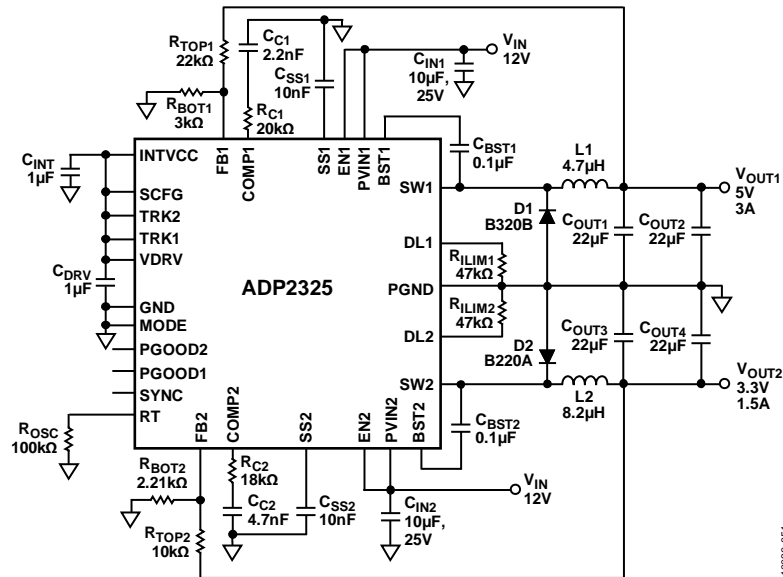 RTOP1
22kΩ
CC1
2.2nF
CSS1
10nF
VIN
12V
CIN1
10µF,
25V
RBOT1
3kΩ
RC1
20kΩ
CINT
1µF
CBST1
0.1µF
L1
4.7µH
FB1
COMP1
SS1
EN1
PVIN1
BST1
INTVCC
SCFG
TRK2
TRK1
VDRV
GND
MODE
PGOOD2
PGOOD1
SYNC
RT
CDRV
1µF
ADP2325
SW1
DL1
PGND
DL2
SW2
D1
B320B
RILIM1
47kΩ
RILIM2
47kΩ
D2
B220A
COUT1
22µF
COUT2
22µF
COUT3
22µF
COUT4
22µF
VOUT1
5V
3A
VOUT2
3.3V
1.5A
L2
8.2µH
FB2
COMP2
SS2
EN2
PVIN2
BST2
CBST2
0.1µF
ROSC
100kΩ
RBOT2
2.21kΩ
RC2
18kΩ
CC2
4.7nF
CSS2
10nF
RTOP2
10kΩ
VIN
12V
CIN2
10µF,
25V